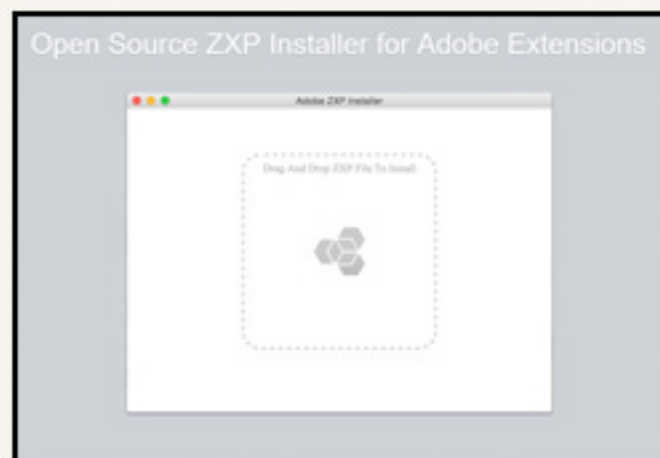 Open Source ZXP Installer for Adobe Extensions
Adobe ZXP Installer
Drag And Drop ZXP File To Install